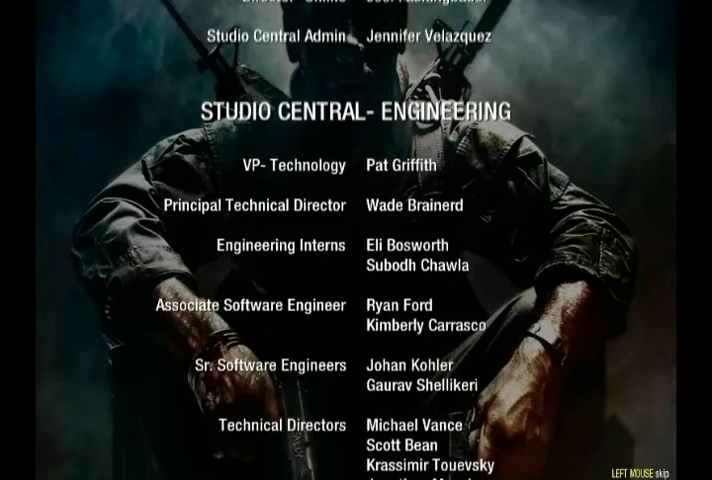 Studio Central Admin Jennifer Velazquez
STUDIO CENTRAL- ENGINEERING
VP- Technology Pat Griffith
Principal Technical Director Wade Brainerd
Engineering Interns Eli Bosworth
Subodh Chawla
Associate Software Engineer Ryan Ford
Kimberly Carrasco
Sr. Software Engineers Johan Kohler
Gaurav Shellikeri
Technical Directors Michael Vance
Scott Bean
Krassimir Touevsky
LEFT MOUSE skip